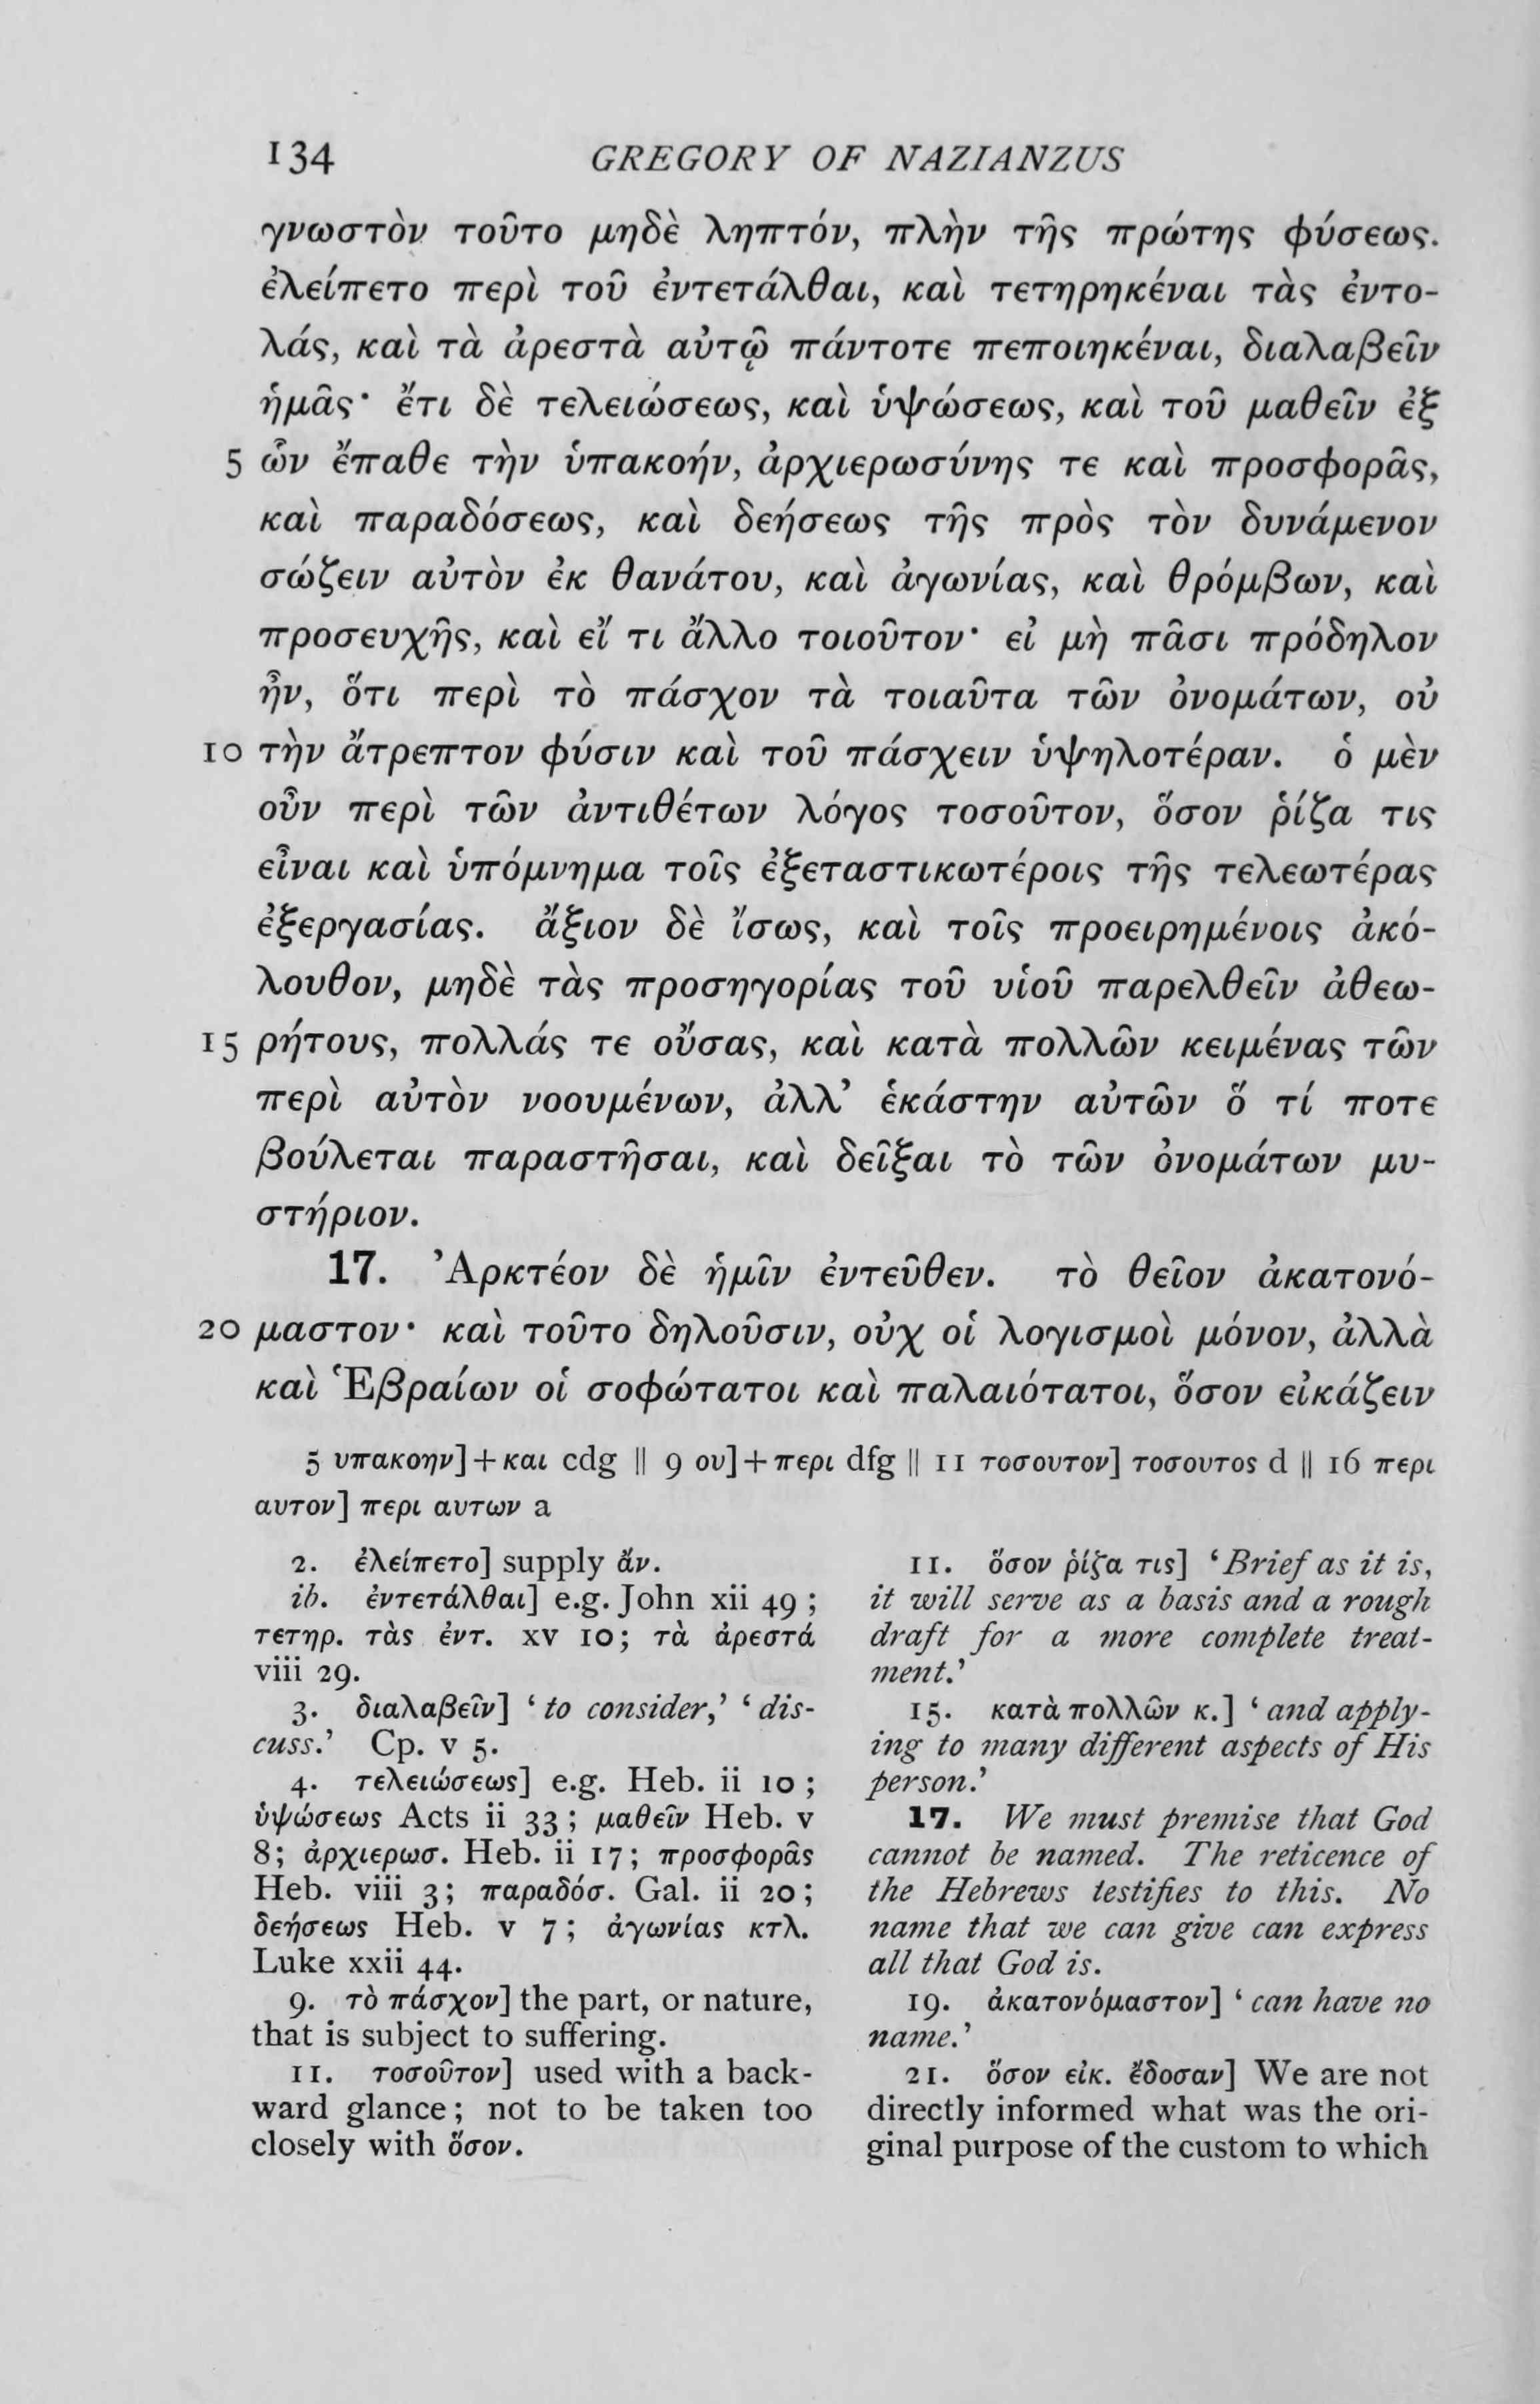 134 GREGORY OF NAZIANZUS
γνωστὸν τοῦτο μηδὲ ληπτόν, πλὴν τῆς πρώτης φύσεως.
ἐλείπετο περὶ τοῦ ἐντετάλθαι, καὶ τετηρηκέναι τὰς ἐντο-
λάς, καὶ τὰ ἀρεστὰ αὐτῷ πάντοτε πεποιηκέναι, διαλαβεῖν
ἡμᾶς· ἔτι δὲ τελειώσεως, καὶ ὑψώσεως, καὶ τοῦ μαθεῖν ἐξ
5 ὧν ἔπαθε τὴν ὑπακοήν, ἀρχιερωσύνης τε καὶ προσφορᾶς,
καὶ παραδόσεως, καὶ δεήσεως τῆς πρὸς τὸν δυνάμενον
σώζειν αὐτὸν ἐκ θανάτου, καὶ ἀγωνίας, καὶ θρόμβων, καὶ
προσευχῆς, καὶ εἴ τι ἄλλο τοιοῦτον· εἰ μὴ πᾶσι πρόδηλον
ἦν, ὅτι περὶ τὸ πάσχον τὰ τοιαῦτα τῶν ὀνομάτων, οὐ
10 τὴν ἄτρεπτον φύσιν καὶ τοῦ πάσχειν ὑψηλοτέραν. ὁ μὲν
οὖν περὶ τῶν ἀντιθέτων λόγος τοσοῦτον, ὅσον ῥίζα τις
εἶναι καὶ ὑπόμνημα τοῖς ἐξεταστικωτέροις τῆς τελεωτέρας
ἐξεργασίας. ἄξιον δὲ ἴσως, καὶ τοῖς προειρημένοις ἀκό-
λουθον, μηδὲ τὰς προσηγορίας τοῦ υἱοῦ παρελθεῖν ἀθεω-
15 ρήτους, πολλάς τε οὔσας, καὶ κατὰ πολλῶν κειμένας τῶν
περὶ αὐτὸν νοουμένων, ἀλλ’ ἑκάστην αὐτῶν ὅ τί ποτε
βούλεται παραστῆσαι, καὶ δεῖξαι τὸ τῶν ὀνομάτων μυ-
στήριον.
17. Ἀρκτέον δὲ ἡμῖν ἐντεῦθεν. τὸ θεῖον ἀκατονό-
20 μαστον· καὶ τοῦτο δηλοῦσιν, οὐχ οἱ λογισμοὶ μόνον, ἀλλὰ
καὶ Ἑβραίων οἱ σοφώτατοι καὶ παλαιότατοι, ὅσον εἰκάζειν
5 υπακοην] + και cdg || 9 ου] + περι dfg || 11 τοσουτον] τοσουτος d || 16 περι
αυτον] περι αυτων a
2. ἐλείπετο] supply ἄν.
ib. ἐντετάλθαι] e.g. John xii 49;
τετηρ. τὰς ἐντ. xv 10; τὰ ἀρεστά
viii 29.
3. διαλαβεῖν] ‘to consider,’ ‘dis-
cuss.’ Cp. v 5.
4. τελειώσεως] e.g. Heb. ii 10;
ὑψώσεως Acts ii 33; μαθεῖν Heb. v
8; ἀρχιερωσ. Heb. ii 17; προσφορᾶς
Heb. viii 3; παραδόσ. Gal. ii 20;
δεήσεως Heb. v 7; ἀγωνίας κτλ.
Luke xxii 44.
9. τὸ πάσχον] the part, or nature,
that is subject to suffering.
11. τοσοῦτον] used with a back-
ward glance; not to be taken too
closely with ὅσον.
11. ὅσον ῥίζα τις] ‘Brief as it is,
it will serve as a basis and a rough
draft for a more complete treat-
ment.’
15. κατὰ πολλῶν κ.] ‘and apply-
ing to many different aspects of His
person.’
17. We must premise that God
cannot be named. The reticence of
the Hebrews testifies to this. No
name that we can give can express
all that God is.
19. ἀκατονόμαστον] ‘can have no
name.’
21. ὅσον εἰκ. ἔδοσαν] We are not
directly informed what was the ori-
ginal purpose of the custom to which